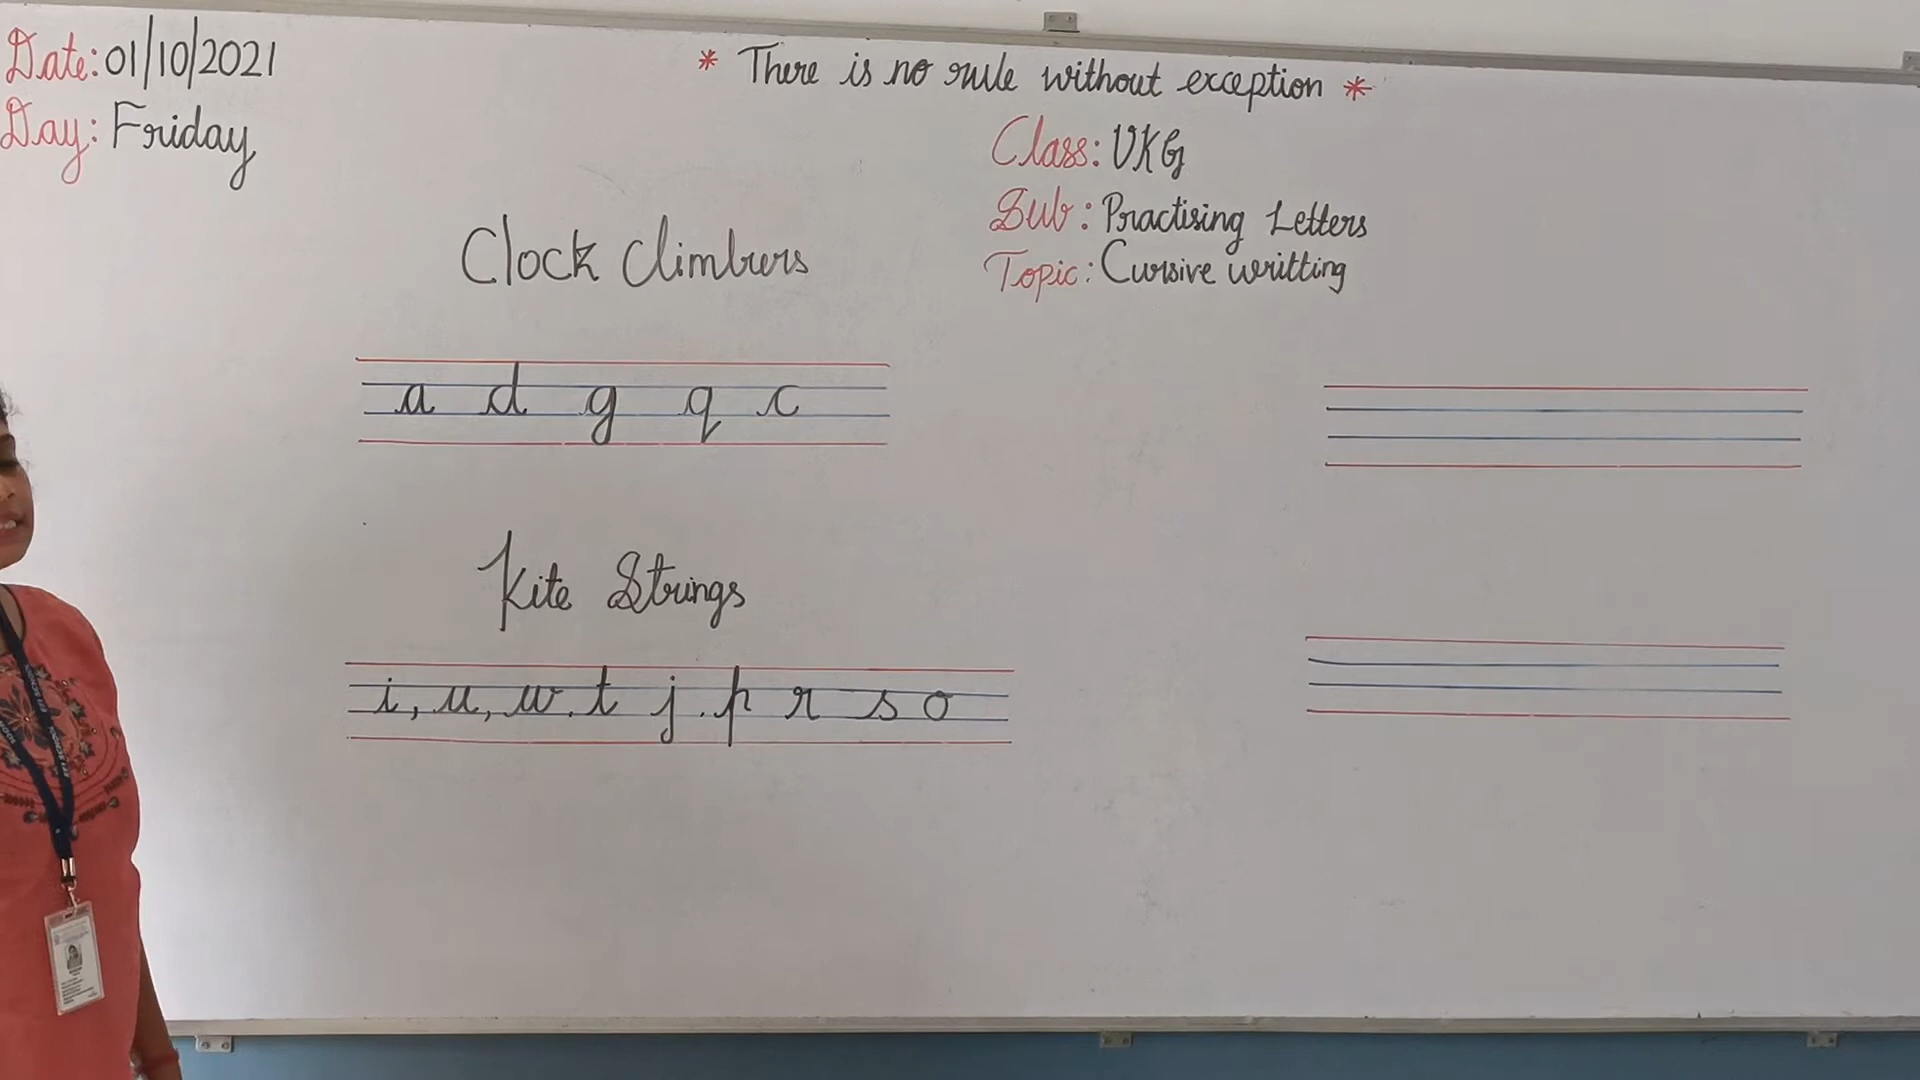 Date: 01/10/2021
Day: Friday
* There is no rule without exception *
Class: UKG
Sub: Practising Letters
Topic: Cursive writting
Clock Climbers
a d g q c
Kite Strings
i, u, w. t j. p r s o